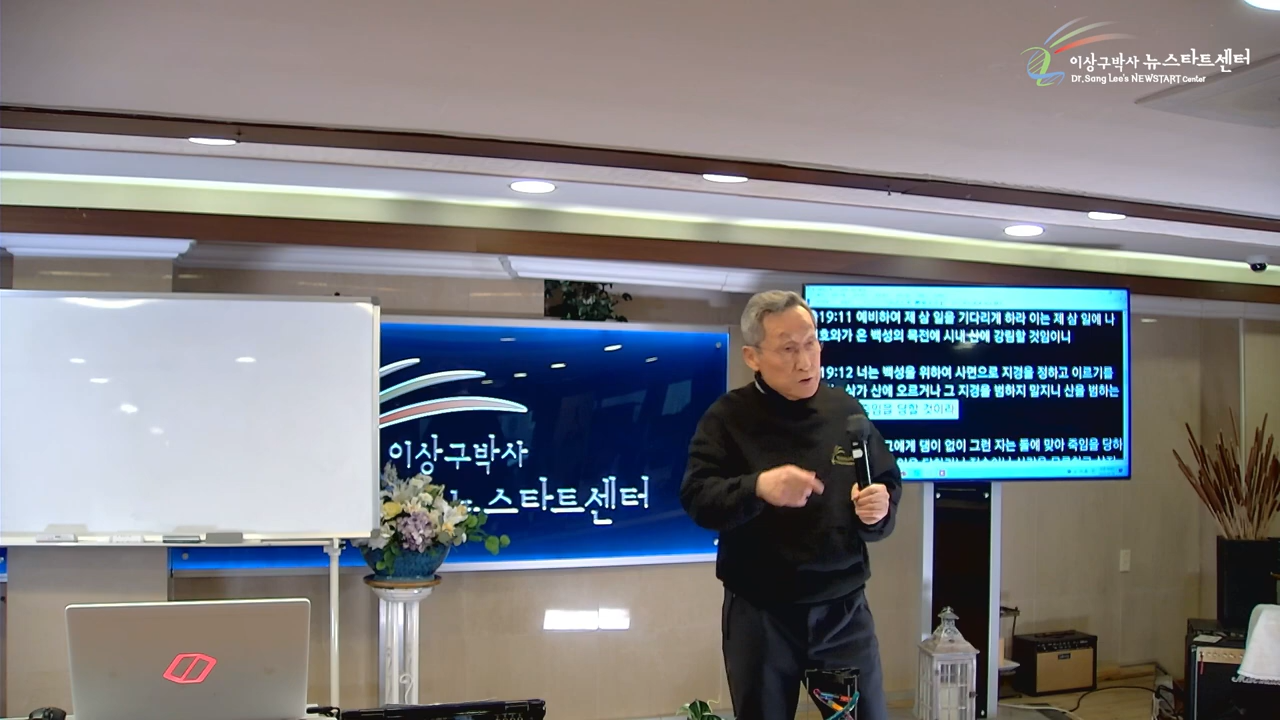 이상구박사 뉴스타트센터
Dr. Sang Lee's NEWSTART Center
19:11 예비하여 제 삼 일을 기다리게 하라 이는 제 삼 일에 나
호와가 온 백성의 목전에 시내 산에 강림할 것임이니
19:12 너는 백성을 위하여 사면으로 지경을 정하고 이르기를
삼가 산에 오르거나 그 지경을 범하지 말지니 산을 범하는
죽임을 당할 것이라
그에게 댐이 없이 그런 자는 돌에 맞아 죽임을 당하
이상구박사
뉴스타트센터